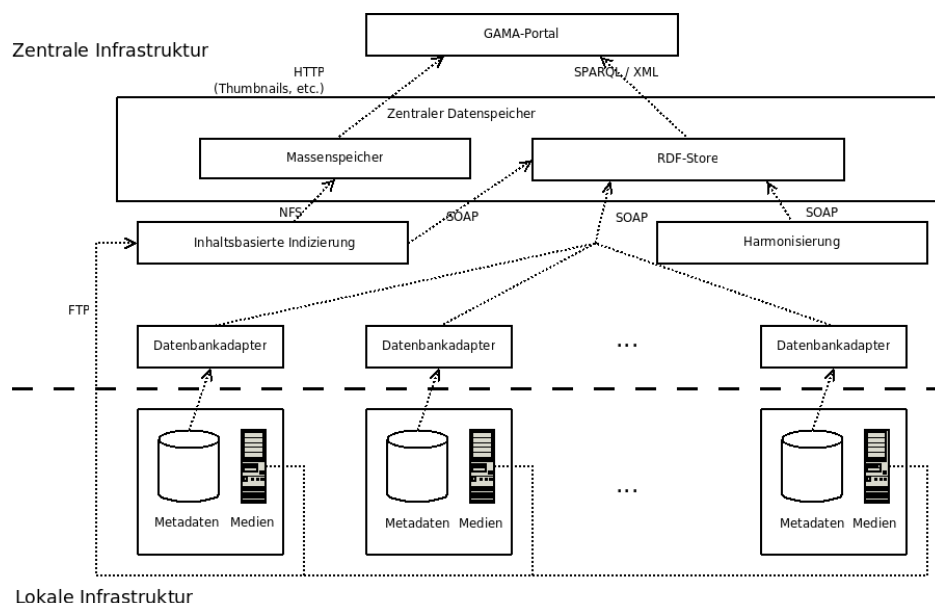 GAMA-Portal
Zentrale Infrastruktur
HTTP
(Thumbnails, etc.)
SPARQL / XML
Zentraler Datenspeicher
Massenspeicher
RDF-Store
NFS
SOAP
SOAP
SOAP
Inhaltsbasierte Indizierung
Harmonisierung
FTP
Datenbankadapter
Datenbankadapter
...
Datenbankadapter
Metadaten
Medien
Metadaten
Medien
...
Metadaten
Medien
Lokale Infrastruktur